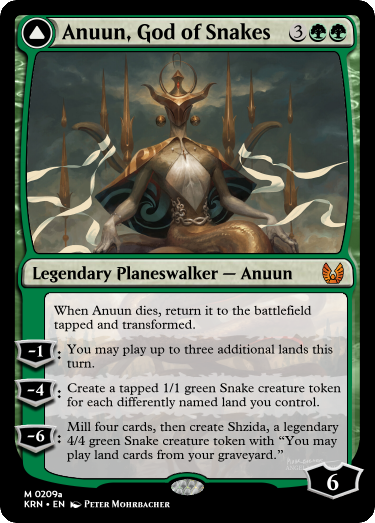 Anuun, God of Snakes 3
Legendary Planeswalker — Anuun
When Anuun dies, return it to the battlefield
tapped and transformed.
-1: You may play up to three additional lands this
turn.
-4: Create a tapped 1/1 green Snake creature token
for each differently named land you control.
-6: Mill four cards, then create Shzida, a legendary
4/4 green Snake creature token with “You may
play land cards from your graveyard.”
6
M 0209a
KRN • EN Peter Mohrbacher